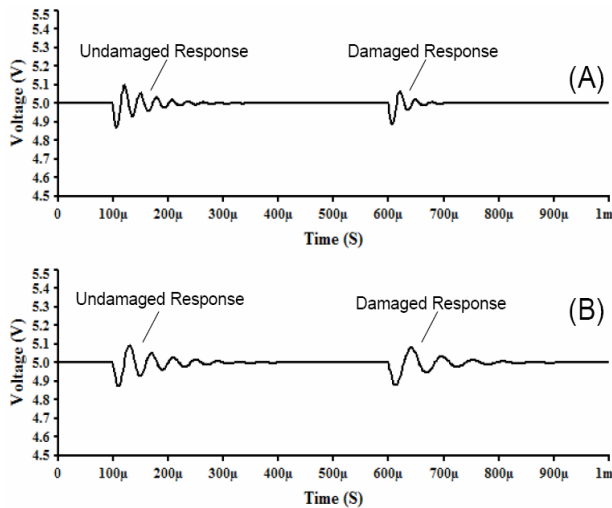 5.5
5.4
5.3
5.2
5.1
5.0
4.9
4.8
4.7
4.6
4.5
Voltage (V)
Undamaged Response
Damaged Response
(A)
0 100µ 200µ 300µ 400µ 500µ 600µ 700µ 800µ 900µ 1m
Time (S)
5.5
5.4
5.3
5.2
5.1
5.0
4.9
4.8
4.7
4.6
4.5
Voltage (V)
Undamaged Response
Damaged Response
(B)
0 100µ 200µ 300µ 400µ 500µ 600µ 700µ 800µ 900µ 1m
Time (S)